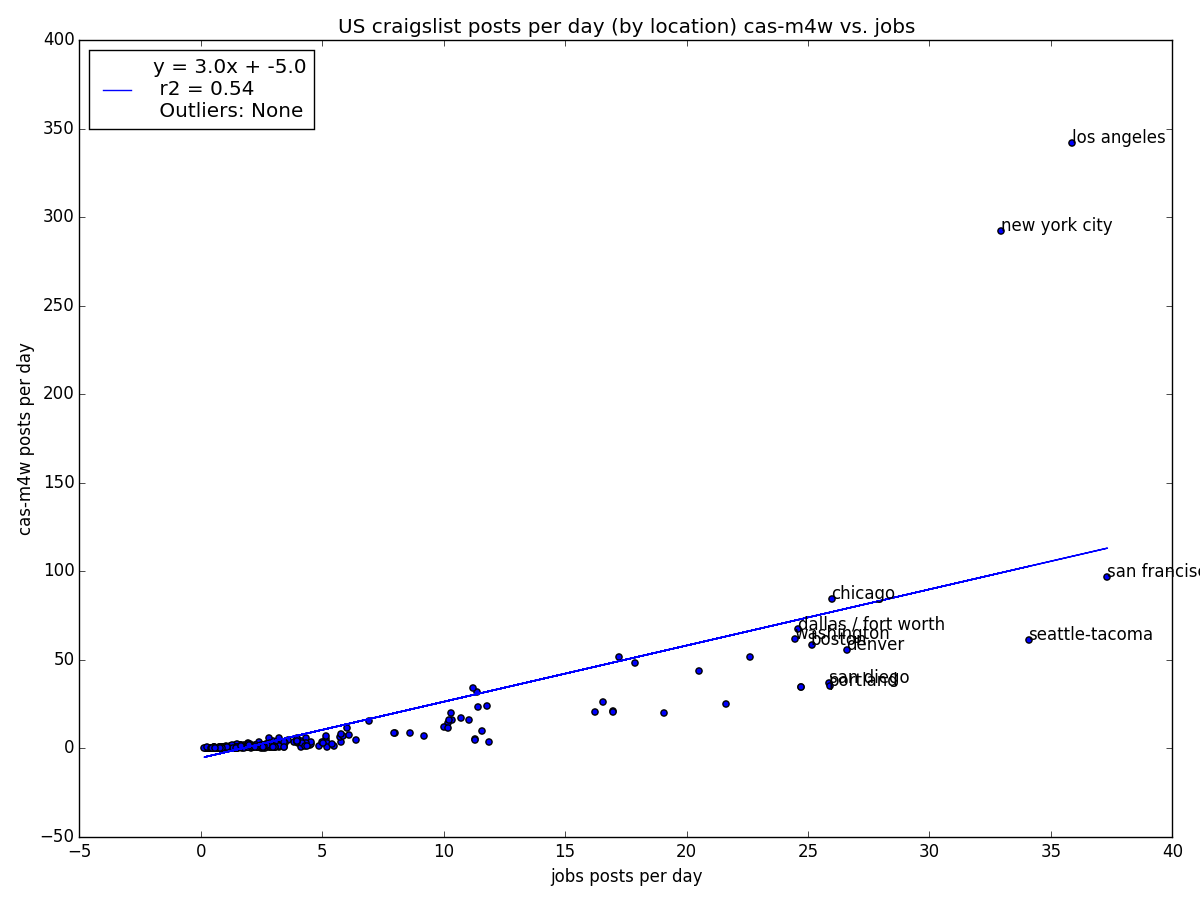 US craigslist posts per day (by location) cas-m4w vs. jobs
y = 3.0x + -5.0
r2 = 0.54
Outliers: None
400
350
300
250
200
150
100
50
0
−50
cas-m4w posts per day
los angeles
new york city
san francisc
chicago
dallas / fort worth
washington
boston
denver
seattle-tacoma
san diego
portland
−5
0
5
10
15
20
25
30
35
40
jobs posts per day